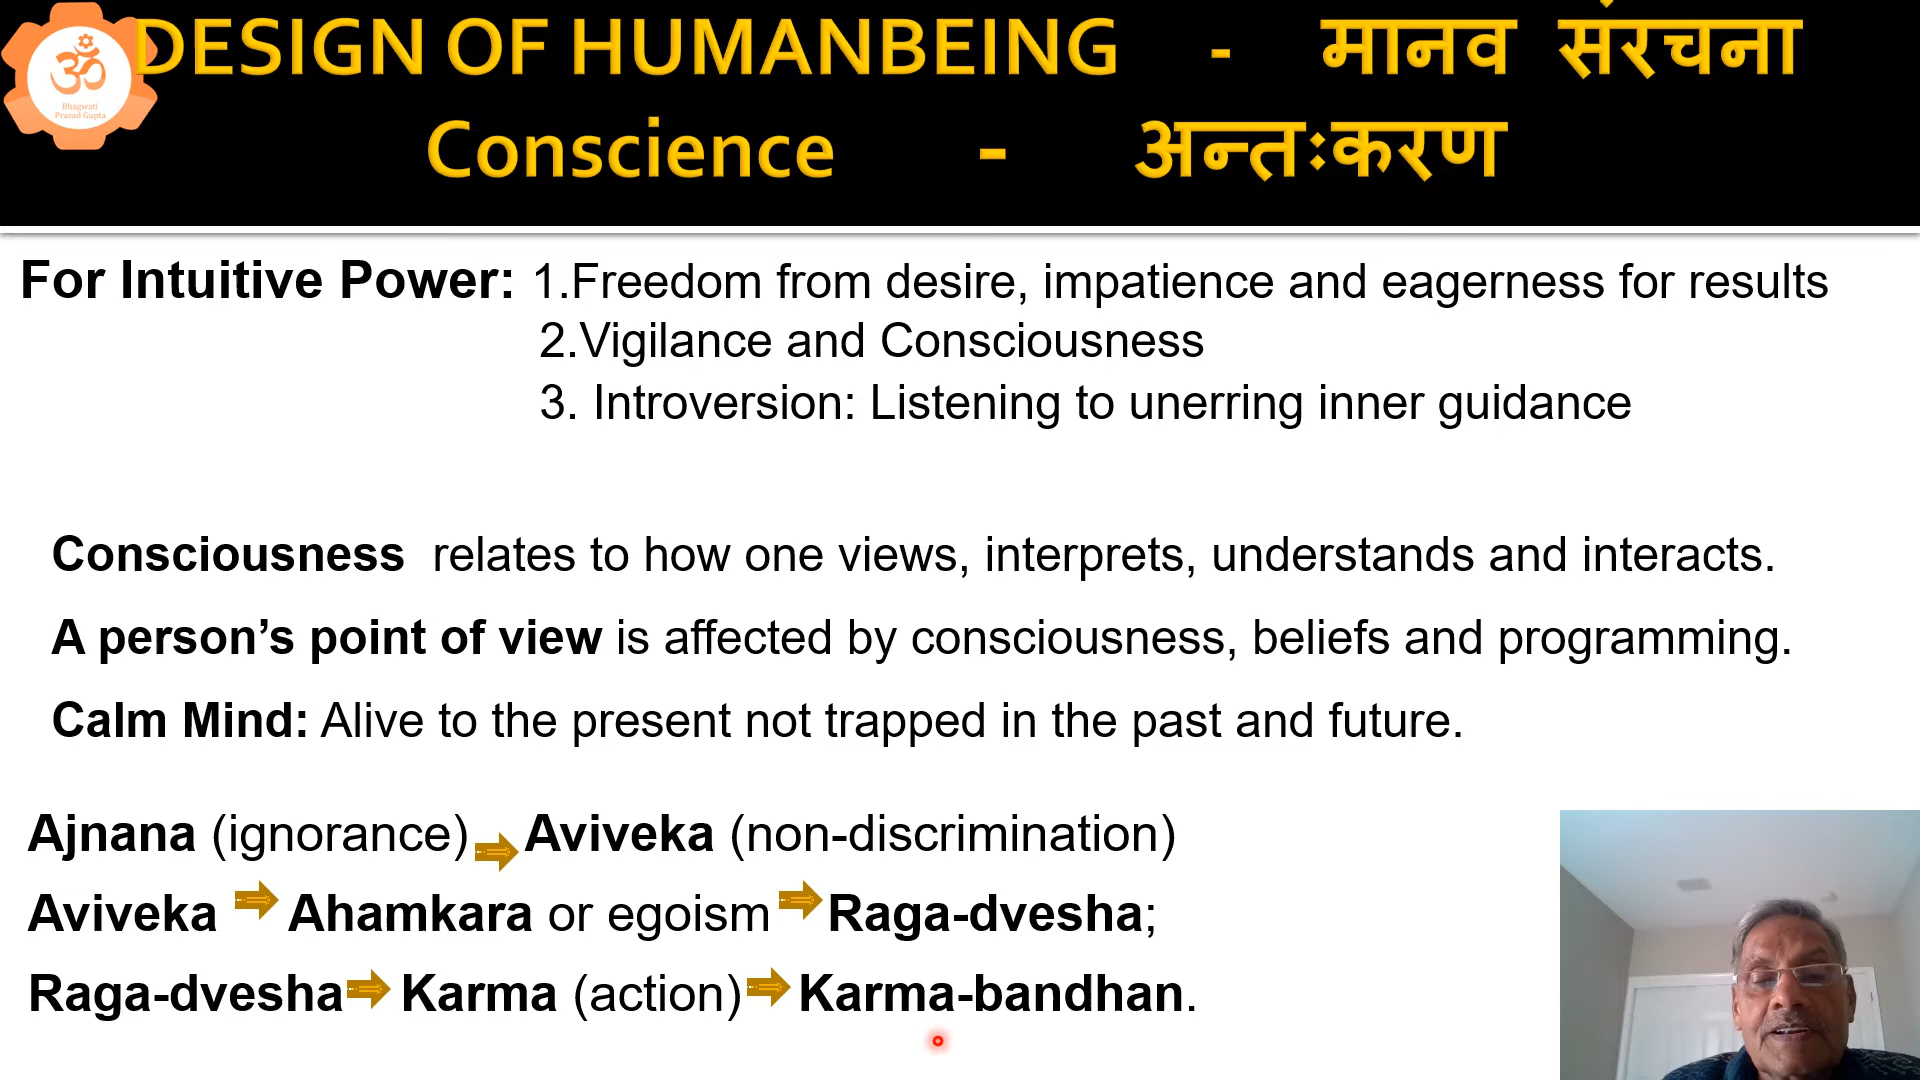 DESIGN OF HUMANBEING - मानव संरचना
Conscience - अन्तःकरण
ॐ
Bhagwati
Prasad Gupta
For Intuitive Power: 1.Freedom from desire, impatience and eagerness for results
2.Vigilance and Consciousness
3. Introversion: Listening to unerring inner guidance
Consciousness relates to how one views, interprets, understands and interacts.
A person’s point of view is affected by consciousness, beliefs and programming.
Calm Mind: Alive to the present not trapped in the past and future.
Ajnana (ignorance) Aviveka (non-discrimination)
Aviveka Ahamkara or egoism Raga-dvesha;
Raga-dvesha Karma (action) Karma-bandhan.